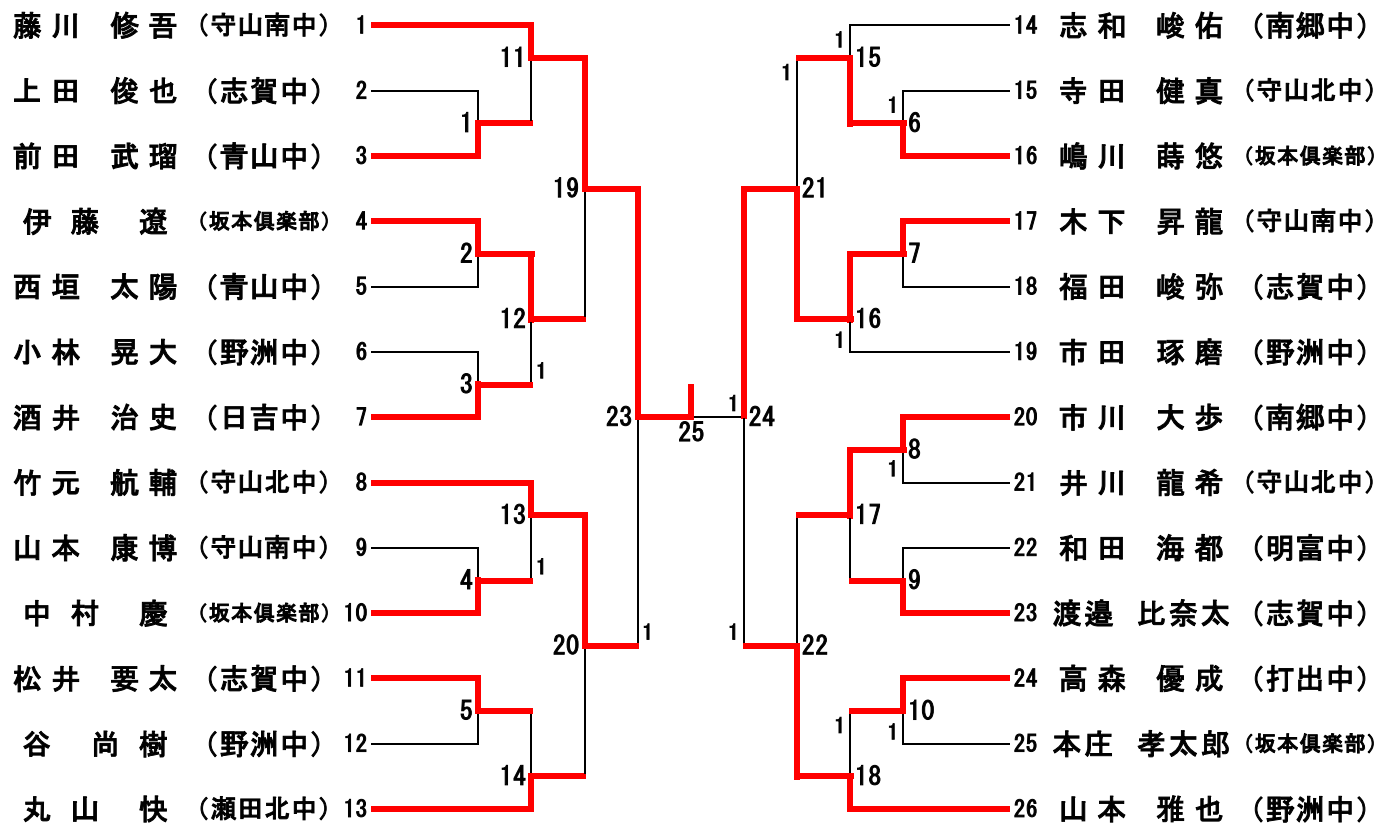 藤川 修吾 (守山南中) 1
上田 俊也 (志賀中) 2
前田 武瑠 (青山中) 3
伊藤 遼 (坂本倶楽部) 4
西垣 太陽 (青山中) 5
小林 晃大 (野洲中) 6
酒井 治史 (日吉中) 7
竹元 航輔 (守山北中) 8
山本 康博 (守山南中) 9
中村 慶 (坂本倶楽部) 10
松井 要太 (志賀中) 11
谷 尚樹 (野洲中) 12
丸山 快 (瀬田北中) 13
11
1
19
2
12
3 1
23
13
4 1
20 1
5
14
25
1
15
1
1
6
21
7
16
1
1 24
8
1
17
9
1 22
10
1 1
18
14 志和 峻佑 (南郷中)
15 寺田 健真 (守山北中)
16 嶋川 蒔悠 (坂本倶楽部)
17 木下 昇龍 (守山南中)
18 福田 峻弥 (志賀中)
19 市田 琢磨 (野洲中)
20 市川 大歩 (南郷中)
21 井川 龍希 (守山北中)
22 和田 海都 (明富中)
23 渡邉 比奈太 (志賀中)
24 高森 優成 (打出中)
25 本庄 孝太郎 (坂本倶楽部)
26 山本 雅也 (野洲中)